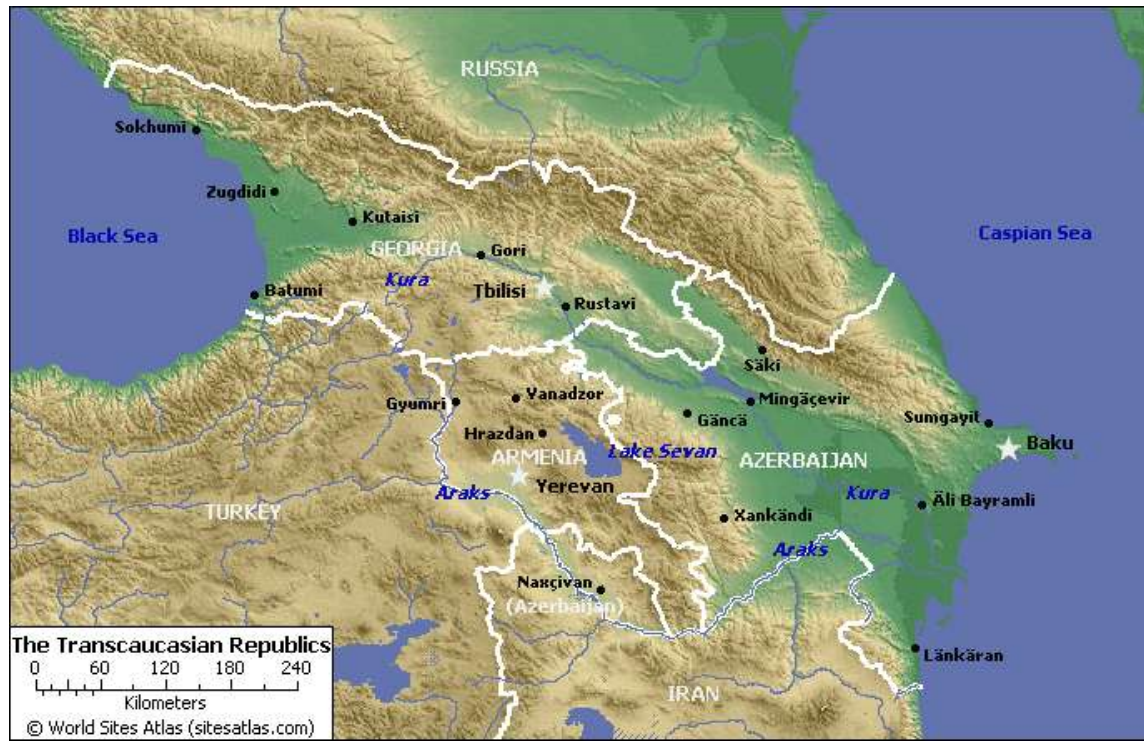 RUSSIA
Sokhumi
Zugdidi
Kutaisi
Black Sea
Caspian Sea
GEORGIA
Gori
Kura
Tbilisi
Batumi
Rustavi
Säki
Gyumri
Vanadzor
Mingäçevir
Gäncä
Sumgayit
Hrazdan
Baku
Lake Sevan
ARMENIA
AZERBAIJAN
Yerevan
Araks
Kura
Äli Bayramli
TURKEY
Xankändi
Araks
Naxçivan
(Azerbaijan)
The Transcaucasian Republics
0 60 120 180 240
Kilometers
© World Sites Atlas (sitesatlas.com)
Länkäran
IRAN